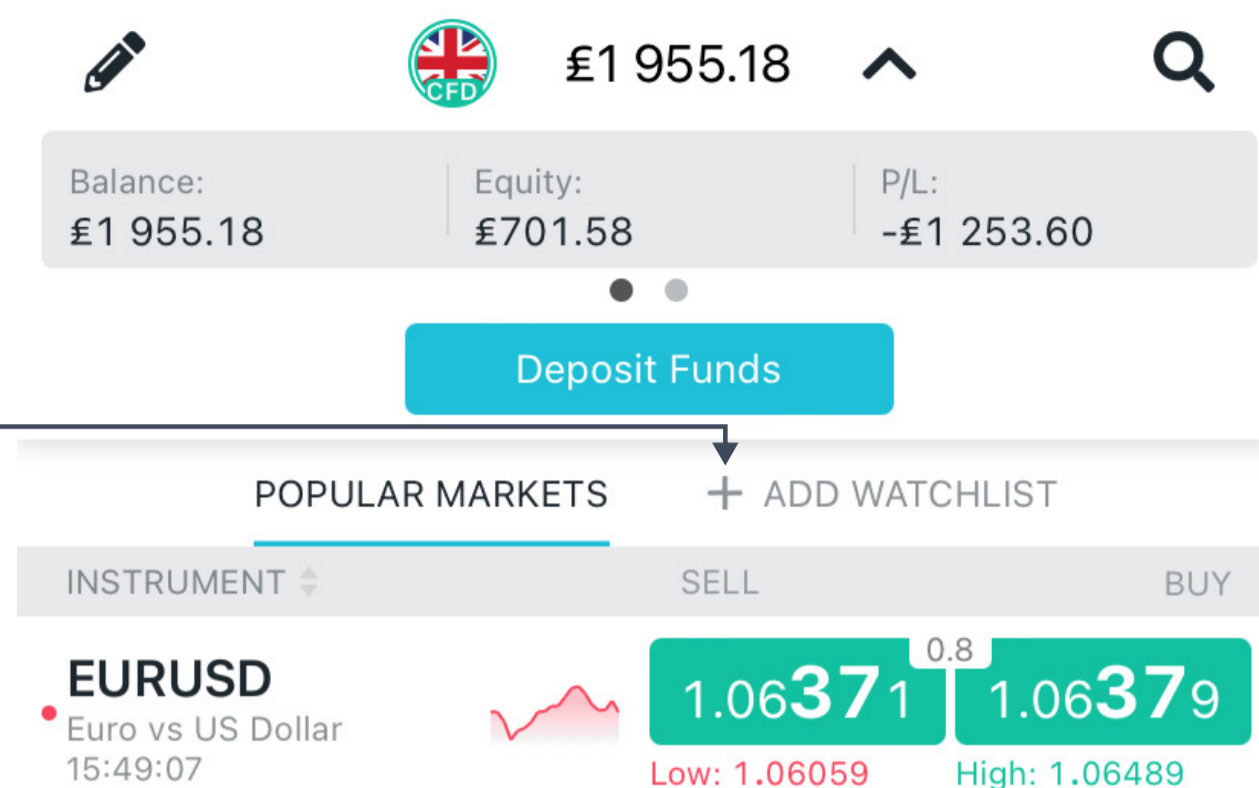 CFD ₤1 955.18
Balance: Equity: P/L:
₤1 955.18 ₤701.58 -₤1 253.60
Deposit Funds
POPULAR MARKETS + ADD WATCHLIST
INSTRUMENT SELL BUY
EURUSD
0.8
1.06371 1.06379
Euro vs US Dollar
15:49:07
Low: 1.06059 High: 1.06489